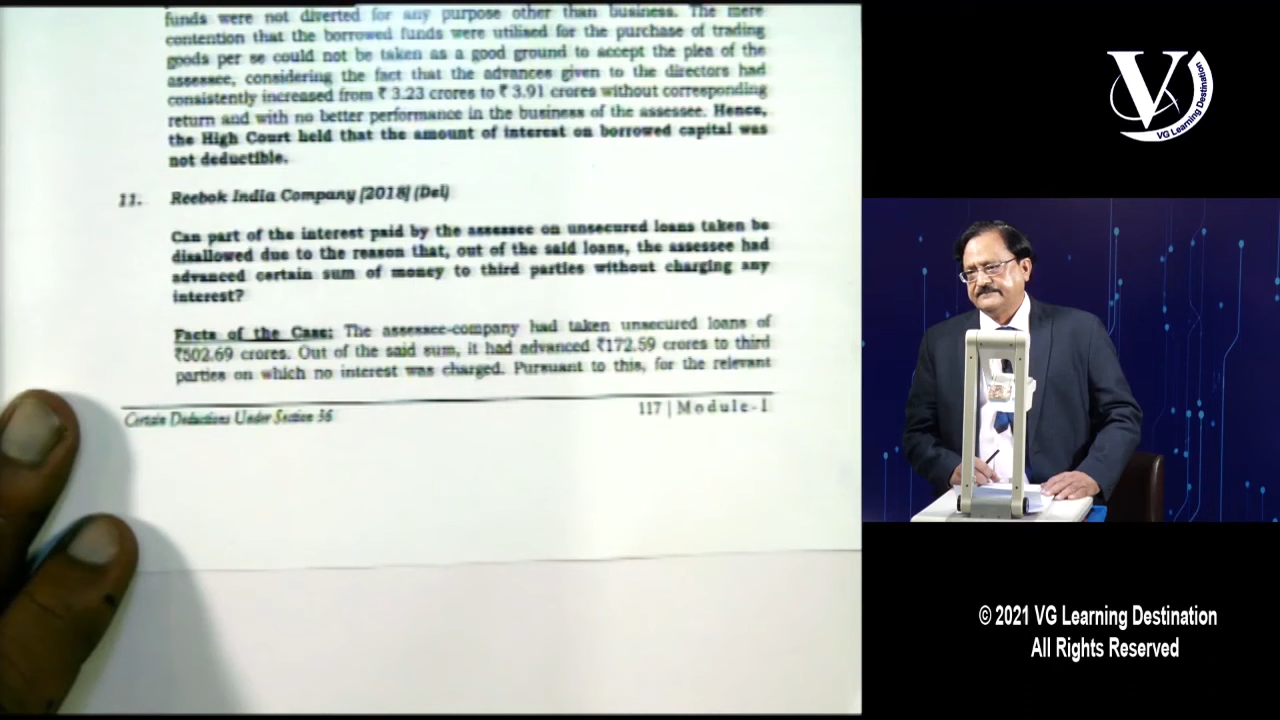 funds were not diverted for any purpose other than business. The mere
contention that the borrowed funds were utilised for the purchase of trading
goods per se could not be taken as a good ground to accept the plea of the
assessee, considering the fact that the advances given to the directors had
consistently increased from ₹ 3.23 crores to ₹ 3.91 crores without corresponding
return and with no better performance in the business of the assessee. Hence,
the High Court held that the amount of interest on borrowed capital was
not deductible.
11. Reebok India Company [2018] (Del)
Can part of the interest paid by the assessee on unsecured loans taken be
disallowed due to the reason that, out of the said loans, the assessee had
advanced certain sum of money to third parties without charging any
interest?
Facts of the Case: The assessee-company had taken unsecured loans of
₹502.69 crores. Out of the said sum, it had advanced ₹172.59 crores to third
parties on which no interest was charged. Pursuant to this, for the relevant
Certain Deductions Under Section 36 117 | Module-I
V
VG Learning Destination
© 2021 VG Learning Destination
All Rights Reserved